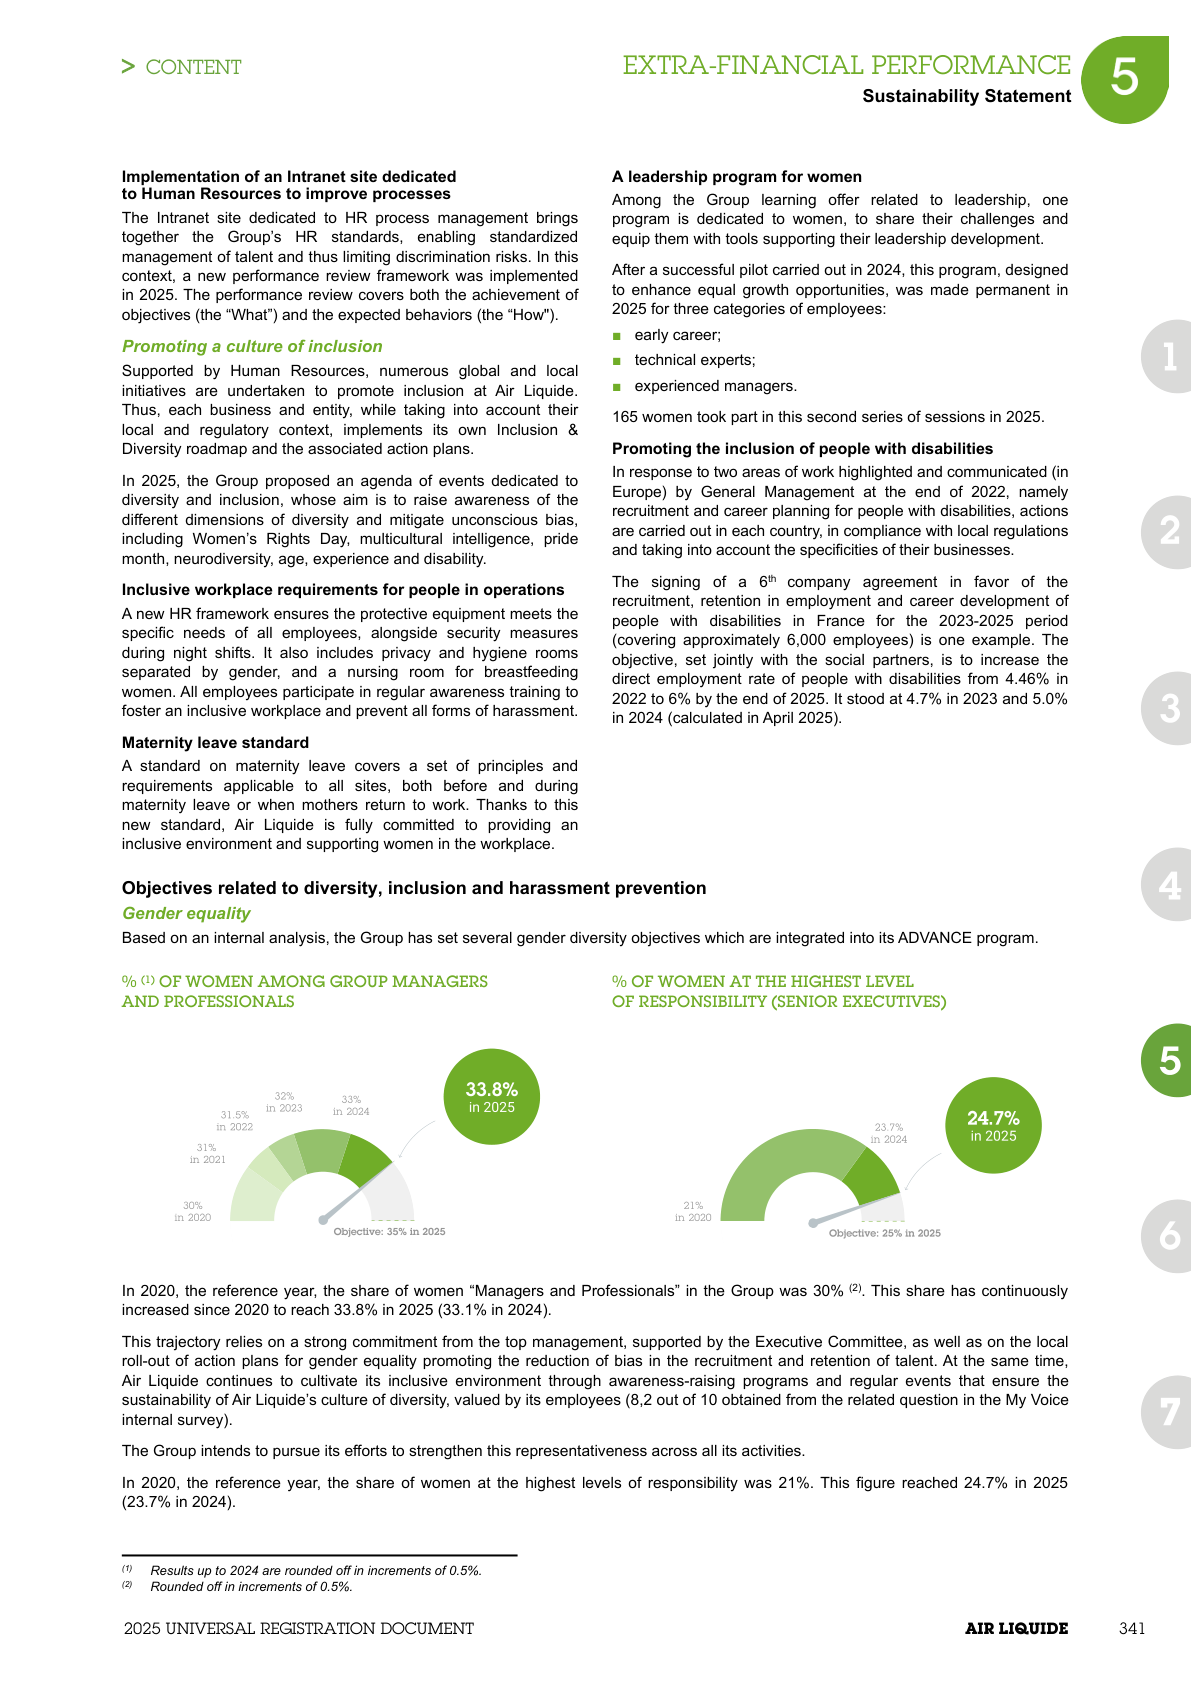 > CONTENT
EXTRA-FINANCIAL PERFORMANCE
Sustainability Statement
5
Implementation of an Intranet site dedicated
to Human Resources to improve processes
The Intranet site dedicated to HR process management brings
together the Group’s HR standards, enabling standardized
management of talent and thus limiting discrimination risks. In this
context, a new performance review framework was implemented
in 2025. The performance review covers both the achievement of
objectives (the “What”) and the expected behaviors (the “How").
Promoting a culture of inclusion
Supported by Human Resources, numerous global and local
initiatives are undertaken to promote inclusion at Air Liquide.
Thus, each business and entity, while taking into account their
local and regulatory context, implements its own Inclusion &
Diversity roadmap and the associated action plans.
In 2025, the Group proposed an agenda of events dedicated to
diversity and inclusion, whose aim is to raise awareness of the
different dimensions of diversity and mitigate unconscious bias,
including Women’s Rights Day, multicultural intelligence, pride
month, neurodiversity, age, experience and disability.
Inclusive workplace requirements for people in operations
A new HR framework ensures the protective equipment meets the
specific needs of all employees, alongside security measures
during night shifts. It also includes privacy and hygiene rooms
separated by gender, and a nursing room for breastfeeding
women. All employees participate in regular awareness training to
foster an inclusive workplace and prevent all forms of harassment.
Maternity leave standard
A standard on maternity leave covers a set of principles and
requirements applicable to all sites, both before and during
maternity leave or when mothers return to work. Thanks to this
new standard, Air Liquide is fully committed to providing an
inclusive environment and supporting women in the workplace.
A leadership program for women
Among the Group learning offer related to leadership, one
program is dedicated to women, to share their challenges and
equip them with tools supporting their leadership development.
After a successful pilot carried out in 2024, this program, designed
to enhance equal growth opportunities, was made permanent in
2025 for three categories of employees:
■ early career;
■ technical experts;
■ experienced managers.
165 women took part in this second series of sessions in 2025.
Promoting the inclusion of people with disabilities
In response to two areas of work highlighted and communicated (in
Europe) by General Management at the end of 2022, namely
recruitment and career planning for people with disabilities, actions
are carried out in each country, in compliance with local regulations
and taking into account the specificities of their businesses.
The signing of a 6th company agreement in favor of the
recruitment, retention in employment and career development of
people with disabilities in France for the 2023-2025 period
(covering approximately 6,000 employees) is one example. The
objective, set jointly with the social partners, is to increase the
direct employment rate of people with disabilities from 4.46% in
2022 to 6% by the end of 2025. It stood at 4.7% in 2023 and 5.0%
in 2024 (calculated in April 2025).
Objectives related to diversity, inclusion and harassment prevention
Gender equality
Based on an internal analysis, the Group has set several gender diversity objectives which are integrated into its ADVANCE program.
% (1) OF WOMEN AMONG GROUP MANAGERS
AND PROFESSIONALS
30%
in 2020
31%
in 2021
31.5%
in 2022
32%
in 2023
33%
in 2024
33.8%
in 2025
Objective: 35% in 2025
% OF WOMEN AT THE HIGHEST LEVEL
OF RESPONSIBILITY (SENIOR EXECUTIVES)
21%
in 2020
23.7%
in 2024
24.7%
in 2025
Objective: 25% in 2025
In 2020, the reference year, the share of women “Managers and Professionals” in the Group was 30% (2). This share has continuously
increased since 2020 to reach 33.8% in 2025 (33.1% in 2024).
This trajectory relies on a strong commitment from the top management, supported by the Executive Committee, as well as on the local
roll-out of action plans for gender equality promoting the reduction of bias in the recruitment and retention of talent. At the same time,
Air Liquide continues to cultivate its inclusive environment through awareness-raising programs and regular events that ensure the
sustainability of Air Liquide’s culture of diversity, valued by its employees (8,2 out of 10 obtained from the related question in the My Voice
internal survey).
The Group intends to pursue its efforts to strengthen this representativeness across all its activities.
In 2020, the reference year, the share of women at the highest levels of responsibility was 21%. This figure reached 24.7% in 2025
(23.7% in 2024).
(1) Results up to 2024 are rounded off in increments of 0.5%.
(2) Rounded off in increments of 0.5%.
2025 UNIVERSAL REGISTRATION DOCUMENT
AIR LIQUIDE
341
1
2
3
4
5
6
7